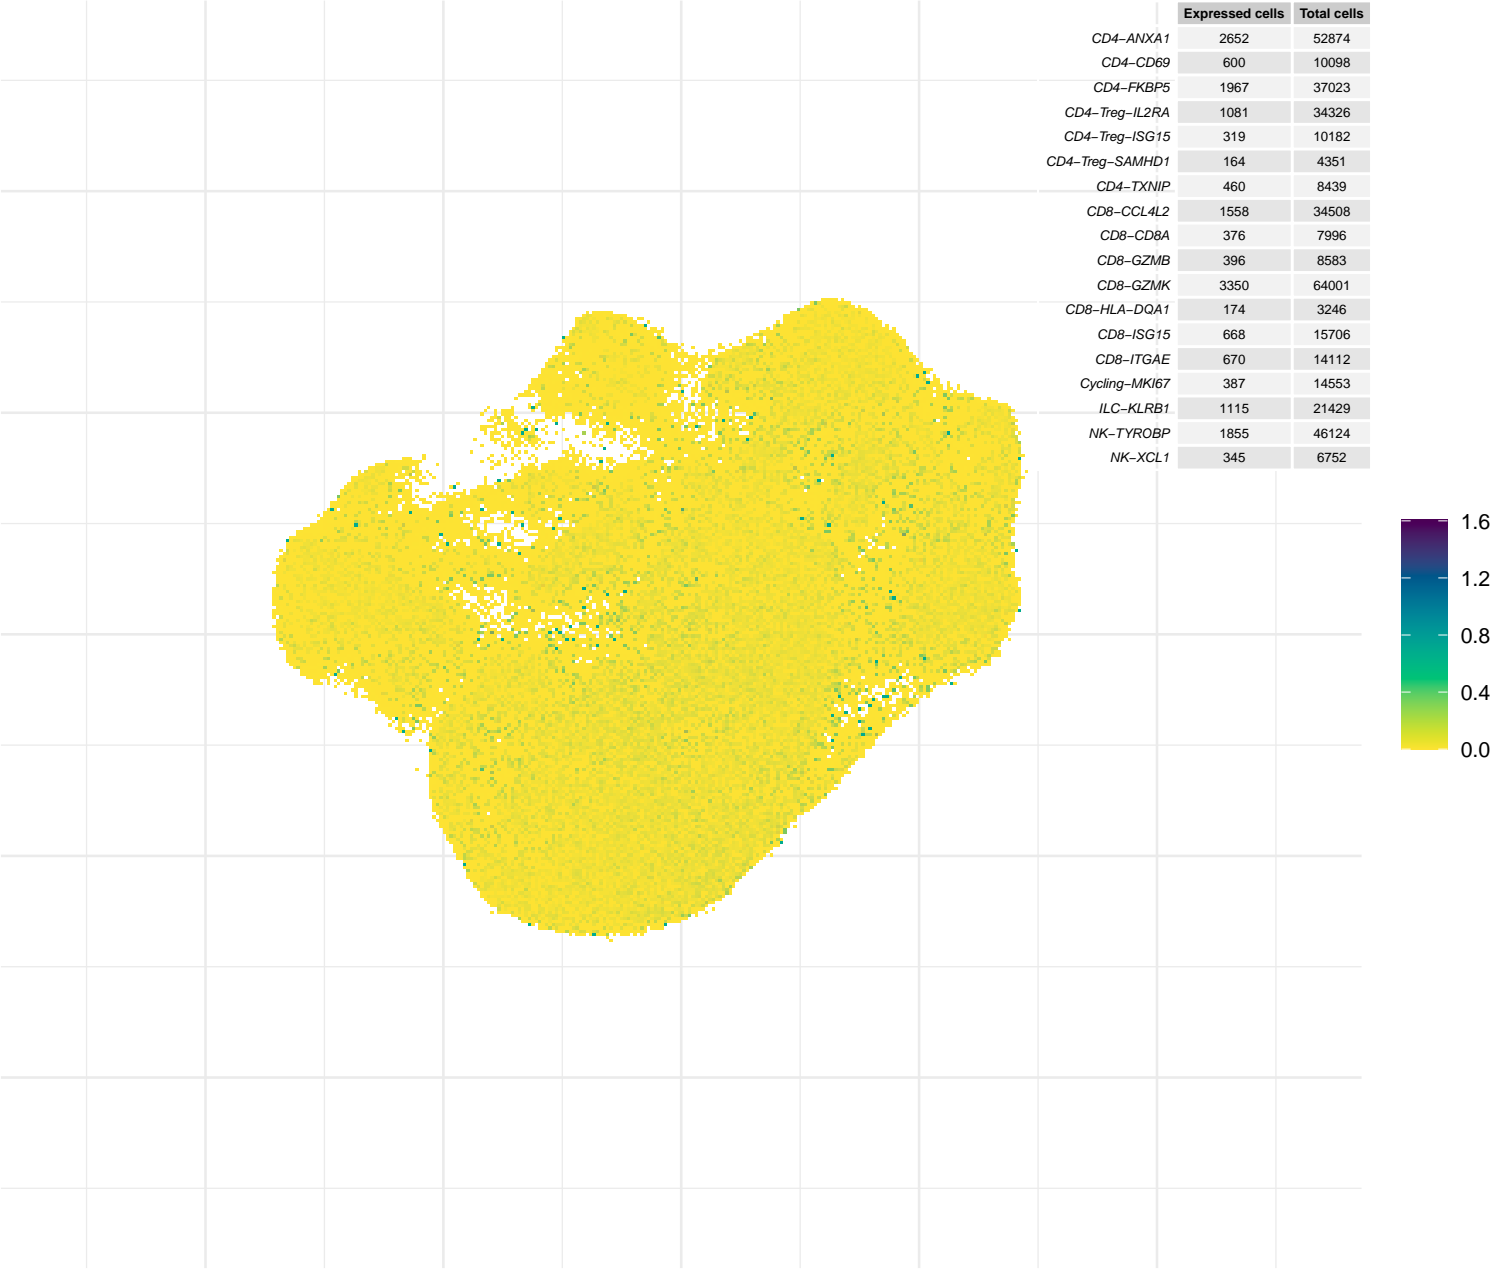 Expressed cells Total cells
CD4−ANXA1 2652 52874
CD4−CD69 600 10098
CD4−FKBP5 1967 37023
CD4−Treg−IL2RA 1081 34326
CD4−Treg−ISG15 319 10182
CD4−Treg−SAMHD1 164 4351
CD4−TXNIP 460 8439
CD8−CCL4L2 1558 34508
CD8−CD8A 376 7996
CD8−GZMB 396 8583
CD8−GZMK 3350 64001
CD8−HLA−DQA1 174 3246
CD8−ISG15 668 15706
CD8−ITGAE 670 14112
Cycling−MKI67 387 14553
ILC−KLRB1 1115 21429
NK−TYROBP 1855 46124
NK−XCL1 345 6752
1.6
1.2
0.8
0.4
0.0